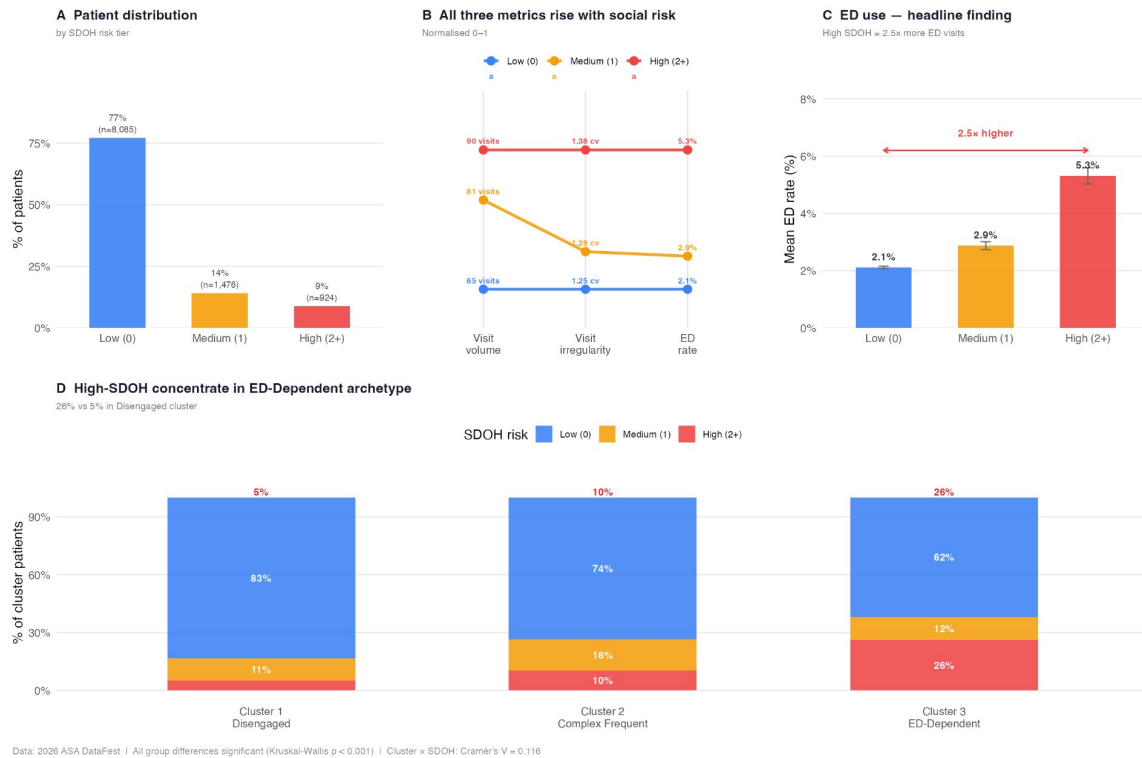 A  Patient distribution
by SDOH risk tier
% of patients
75%
50%
25%
0%
77%
(n=8,085)
14%
(n=1,476)
9%
(n=924)
Low (0)
Medium (1)
High (2+)
B  All three metrics rise with social risk
Normalised 0–1
Low (0)
Medium (1)
High (2+)
a
a
a
90 visits
1.38 cv
5.3%
81 visits
1.28 cv
2.9%
65 visits
1.25 cv
2.1%
Visit
volume
Visit
irregularity
ED
rate
C  ED use — headline finding
High SDOH = 2.5× more ED visits
Mean ED rate (%)
8%
6%
4%
2%
0%
2.5× higher
2.1%
2.9%
5.3%
Low (0)
Medium (1)
High (2+)
D  High-SDOH concentrate in ED-Dependent archetype
26% vs 5% in Disengaged cluster
SDOH risk
Low (0)
Medium (1)
High (2+)
% of cluster patients
90%
60%
30%
0%
5%
83%
11%
10%
74%
16%
10%
26%
62%
12%
26%
Cluster 1
Disengaged
Cluster 2
Complex Frequent
Cluster 3
ED-Dependent
Data: 2026 ASA DataFest | All group differences significant (Kruskal-Wallis p < 0.001) | Cluster × SDOH: Cramér's V = 0.116